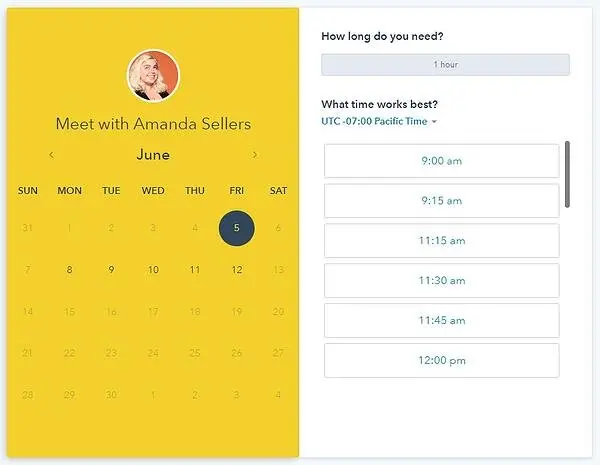 Meet with Amanda Sellers
‹ June ›
SUN MON TUE WED THU FRI SAT
31 1 2 3 4 5 6
7 8 9 10 11 12 13
14 15 16 17 18 19 20
21 22 23 24 25 26 27
28 29 30 1 2 3 4
How long do you need?
1 hour
What time works best?
UTC -07:00 Pacific Time
9:00 am
9:15 am
11:15 am
11:30 am
11:45 am
12:00 pm